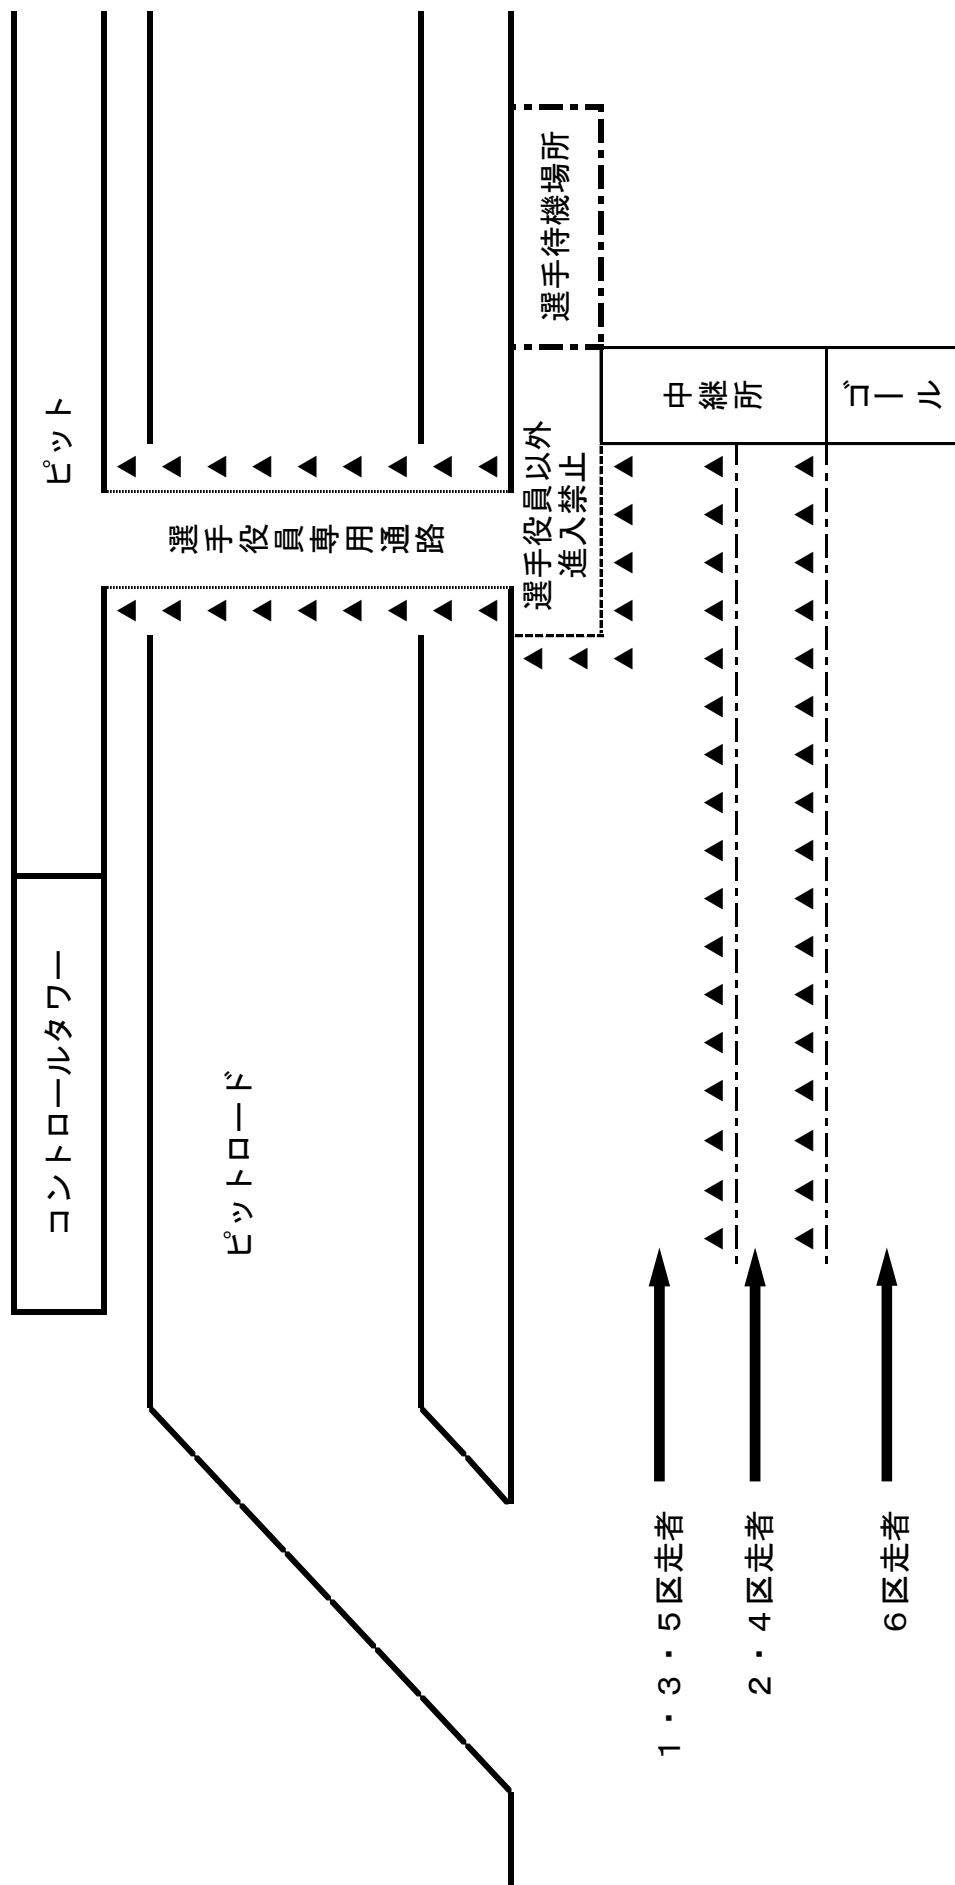 ピット
コントロールタワー
選手役員専用通路
ピットロード
選手待機場所
選手役員以外
進入禁止
中継所
ゴール
1・3・5区走者
2・4区走者
6区走者